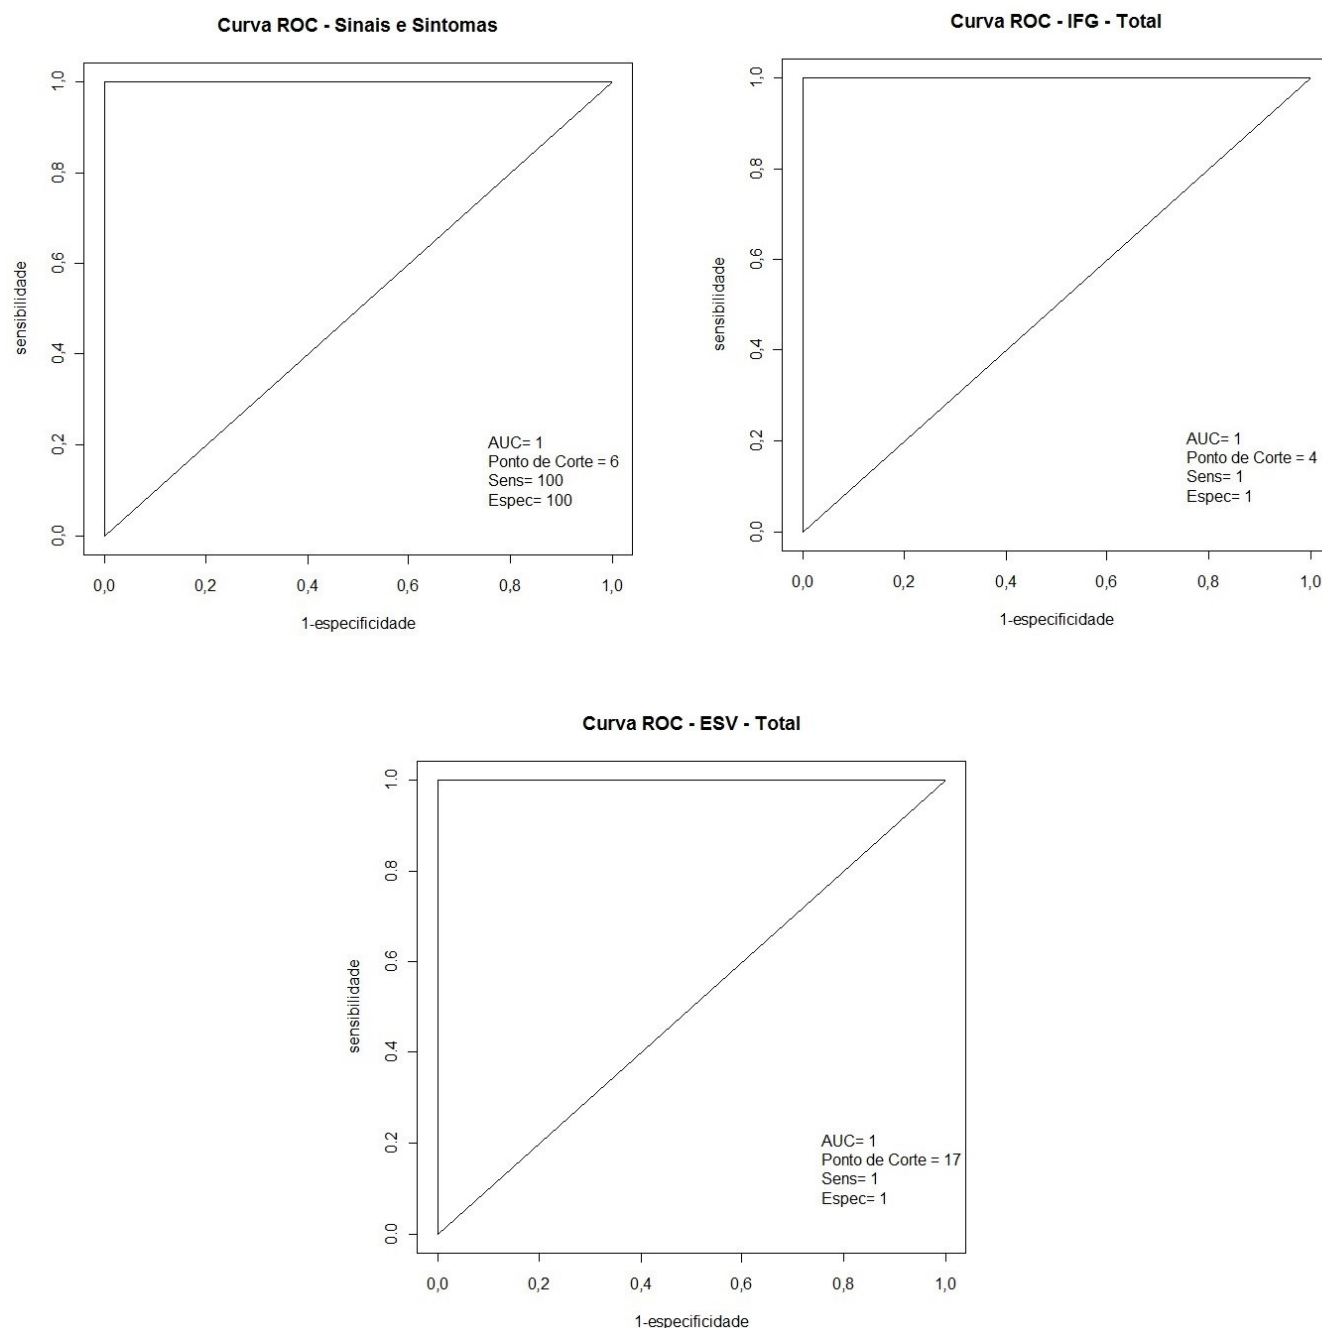 Curva ROC - Sinais e Sintomas
sensibilidade
1,0
0,8
0,6
0,4
0,2
0,0
AUC= 1
Ponto de Corte = 6
Sens= 100
Espec= 100
0,0 0,2 0,4 0,6 0,8 1,0
1-especificidade
Curva ROC - IFG - Total
sensibilidade
1,0
0,8
0,6
0,4
0,2
0,0
AUC= 1
Ponto de Corte = 4
Sens= 1
Espec= 1
0,0 0,2 0,4 0,6 0,8 1,0
1-especificidade
Curva ROC - ESV - Total
sensibilidade
1.0
0.8
0.6
0.4
0.2
0.0
AUC= 1
Ponto de Corte = 17
Sens= 1
Espec= 1
0,0 0,2 0,4 0,6 0,8 1,0
1-especificidade